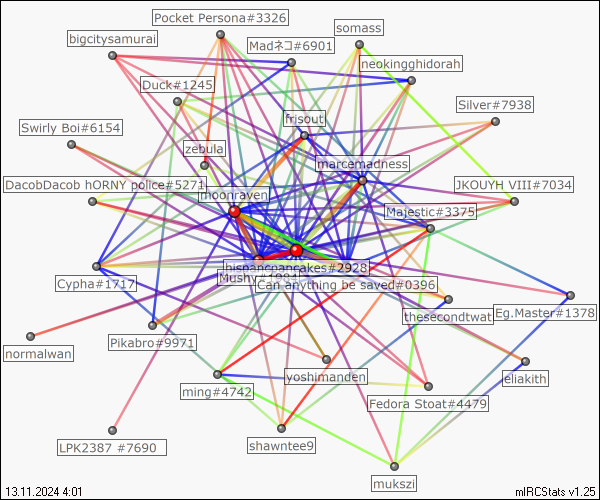 Pocket Persona#3326
somass
bigcitysamurai
Madネコ#6901
neokingghidorah
Duck#1245
Silver#7938
frisout
Swirly Boi#6154
zebula
marcemadness
DacobDacob hORNY police#5271
JKOUYH_VIII#7034
moonraven
Majestic#3375
hispancpancakes#2928
Cypha#1717
Mushy#1984
Can anything be saved#0396
thesecondtwat
Eg.Master#1378
Pikabro#9971
normalwan
yoshimanden
eliakith
ming#4742
Fedora Stoat#4479
LPK2387 #7690
shawntee9
mukszi
13.11.2024 4:01
mIRCStats v1.25